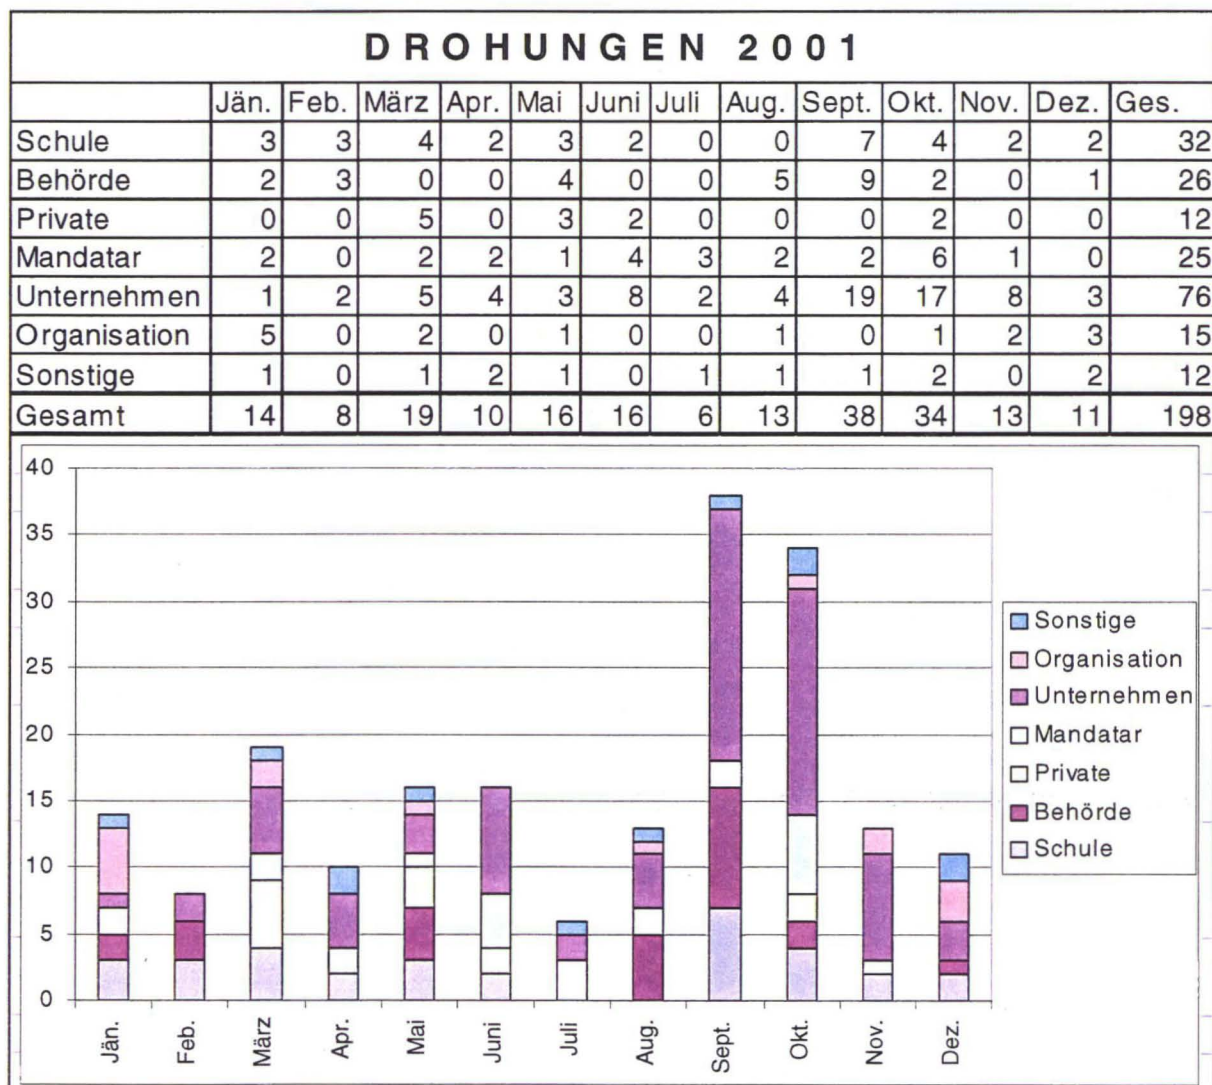 DROHUNGEN 2001
Jän. Feb. März Apr. Mai Juni Juli Aug. Sept. Okt. Nov. Dez. Ges.
Schule 3 3 4 2 3 2 0 0 7 4 2 2 32
Behörde 2 3 0 0 4 0 0 5 9 2 0 1 26
Private 0 0 5 0 3 2 0 0 0 2 0 0 12
Mandatar 2 0 2 2 1 4 3 2 2 6 1 0 25
Unternehmen 1 2 5 4 3 8 2 4 19 17 8 3 76
Organisation 5 0 2 0 1 0 0 1 0 1 2 3 15
Sonstige 1 0 1 2 1 0 1 1 1 2 0 2 12
Gesamt 14 8 19 10 16 16 6 13 38 34 13 11 198
40
35
30
25
20
15
10
5
0
Jän. Feb. März Apr. Mai Juni Juli Aug. Sept. Okt. Nov. Dez.
Sonstige
Organisation
Unternehmen
Mandatar
Private
Behörde
Schule